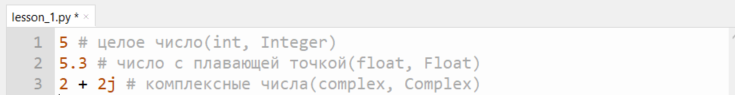 lesson_1.py * ×
1 5 # целое число(int, Integer)
2 5.3 # число с плавающей точкой(float, Float)
3 2 + 2j # комплексные числа(complex, Complex)